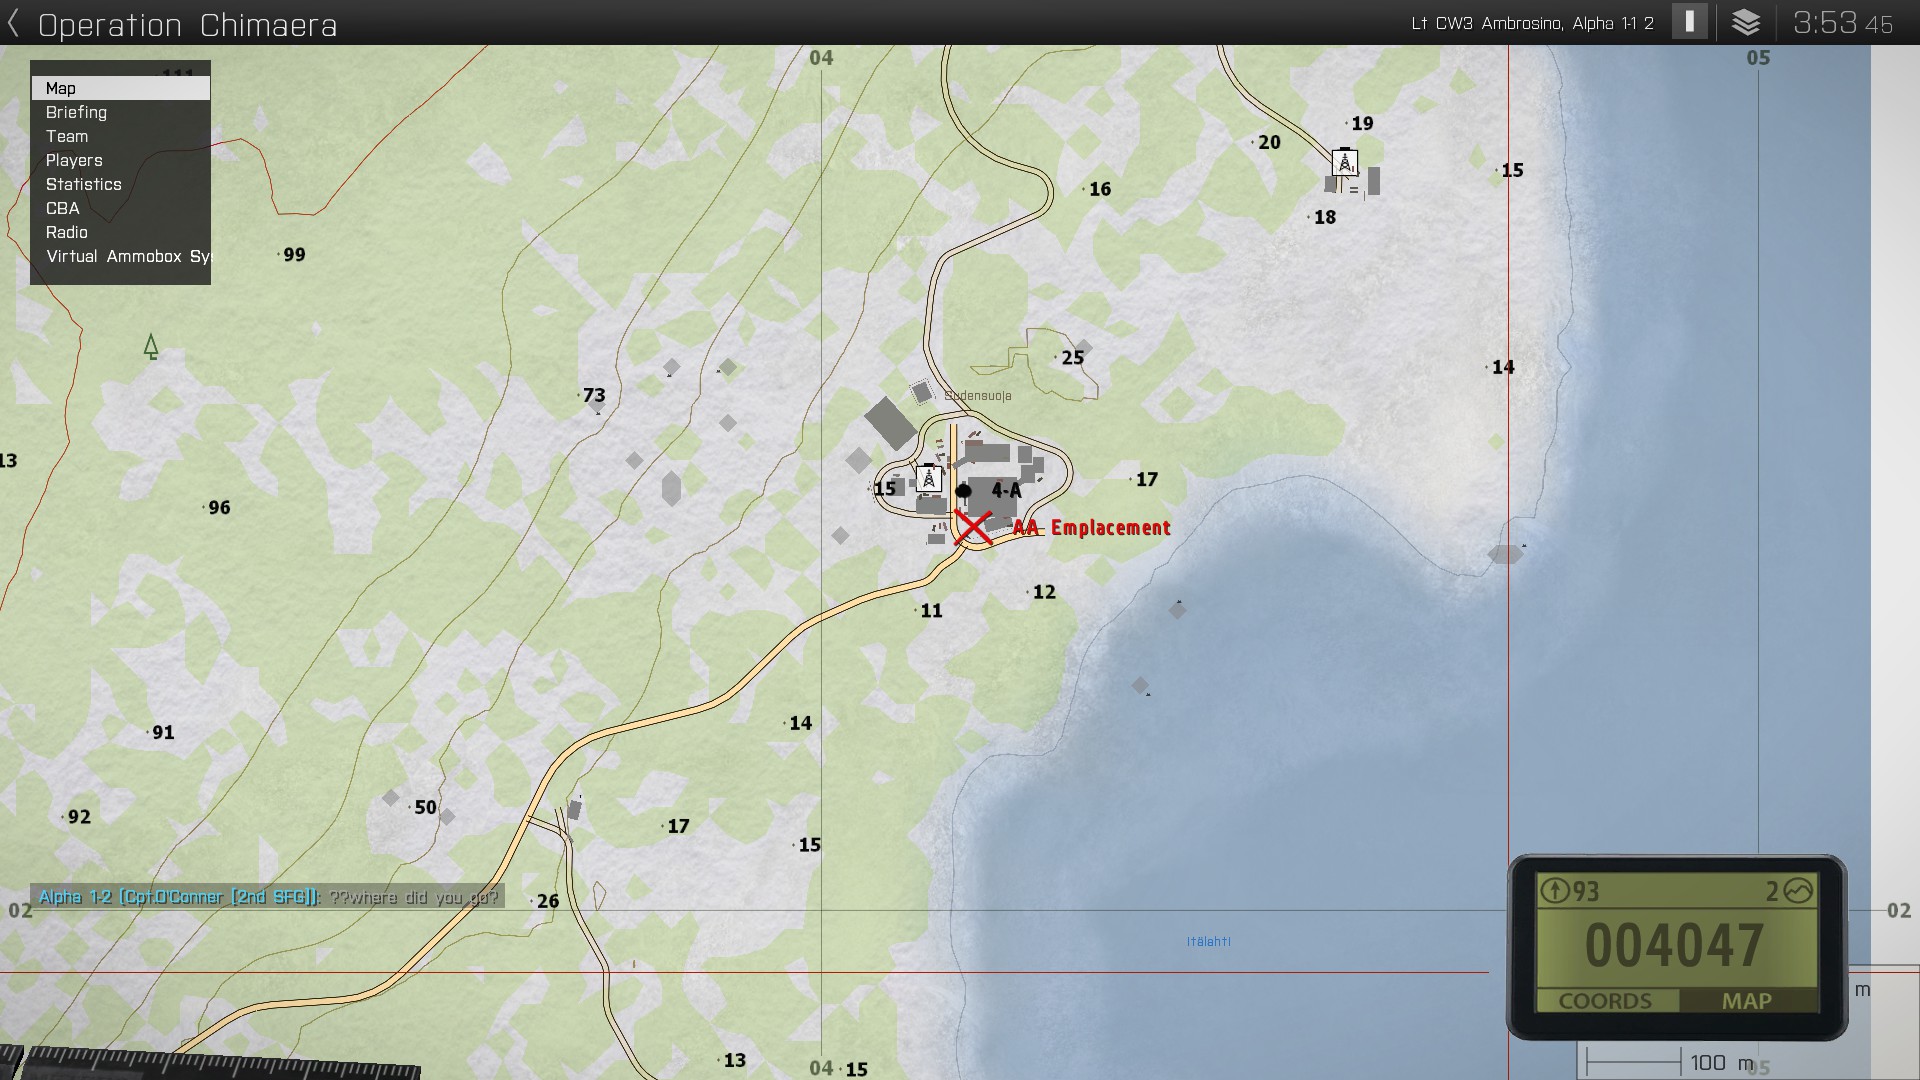 Operation Chimaera
Lt CW3 Ambrosino, Alpha 1-1 2
3:53 45
04
05
111
Map
Briefing
Team
Players
Statistics
CBA
Radio
Virtual Ammobox Sy
19
20
15
16
18
99
25
14
73
Sudensuoja
13
96
15
4-A
17
AA Emplacement
12
11
14
91
50
92
17
15
Alpha 1-2 (Cpt.O'Conner [2nd SFG]): ??where did you go?
26
02
02
Itälahti
93
2
004047
COORDS
MAP
m
13
04
15
100 m
05